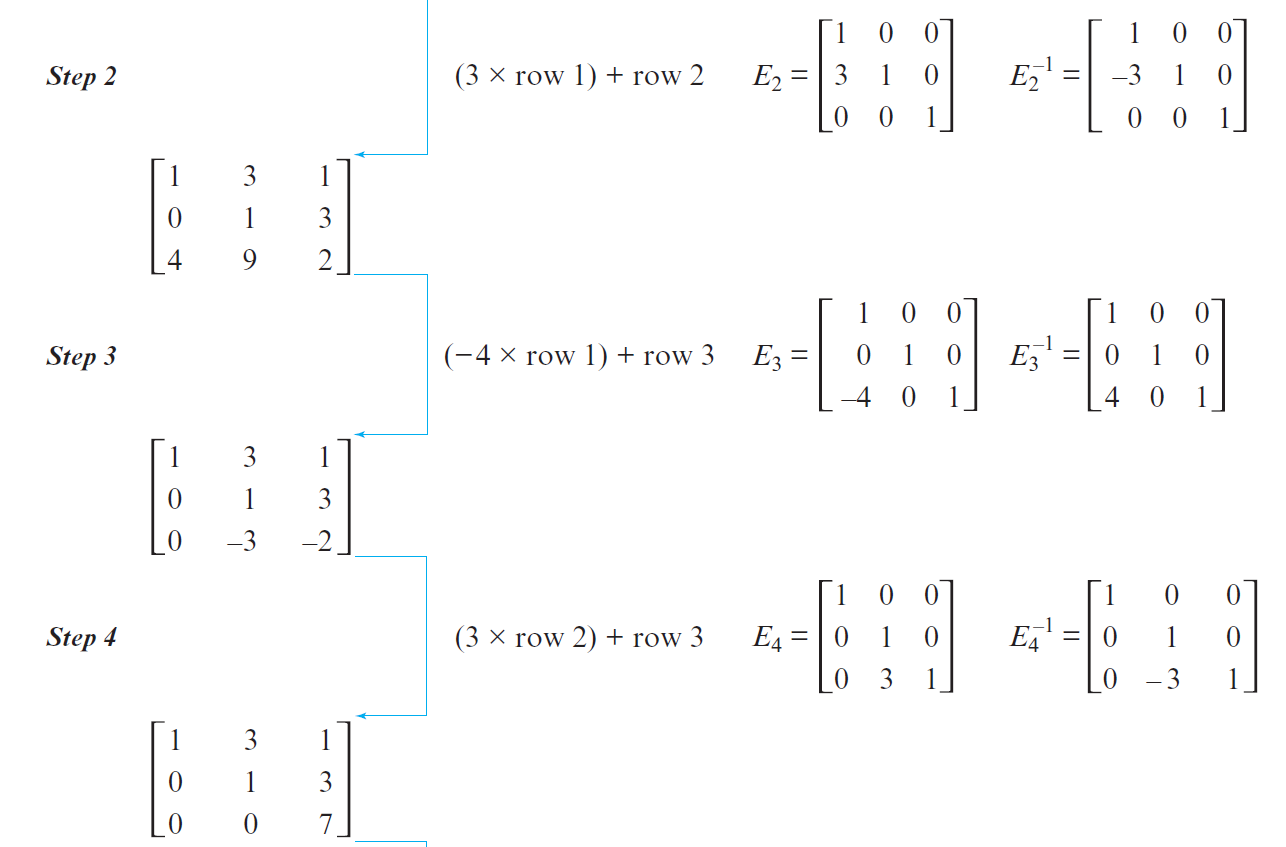 Step 2 (3 × row 1) + row 2 E₂ = [1 0 0; 3 1 0; 0 0 1] E₂⁻¹ = [1 0 0; –3 1 0; 0 0 1]
[1 3 1
0 1 3
4 9 2]
Step 3 (−4 × row 1) + row 3 E₃ = [1 0 0; 0 1 0; –4 0 1] E₃⁻¹ = [1 0 0; 0 1 0; 4 0 1]
[1 3 1
0 1 3
0 –3 –2]
Step 4 (3 × row 2) + row 3 E₄ = [1 0 0; 0 1 0; 0 3 1] E₄⁻¹ = [1 0 0; 0 1 0; 0 –3 1]
[1 3 1
0 1 3
0 0 7]